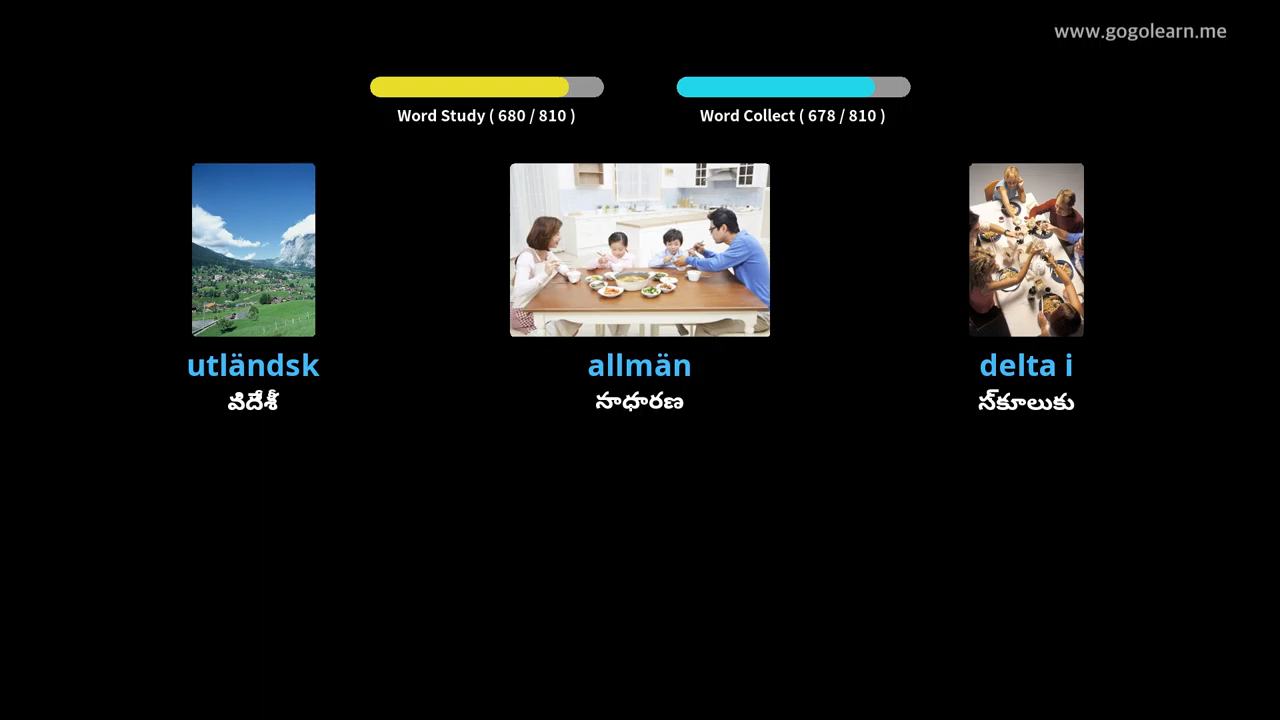 www.gogolearn.me
Word Study ( 680 / 810 )
Word Collect ( 678 / 810 )
utländsk
allmän
delta i
విదేశీ
సాధారణ
స్కూలుకు